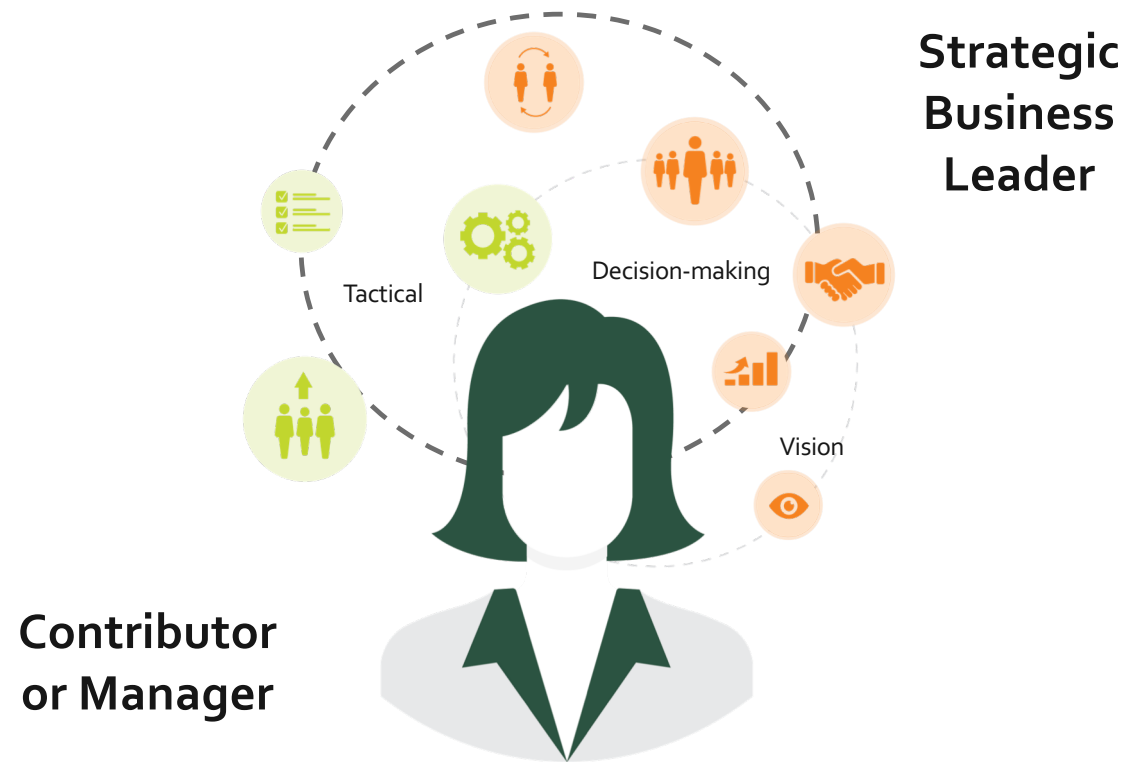 Strategic
Business
Leader
Decision-making
Tactical
Vision
Contributor
or Manager